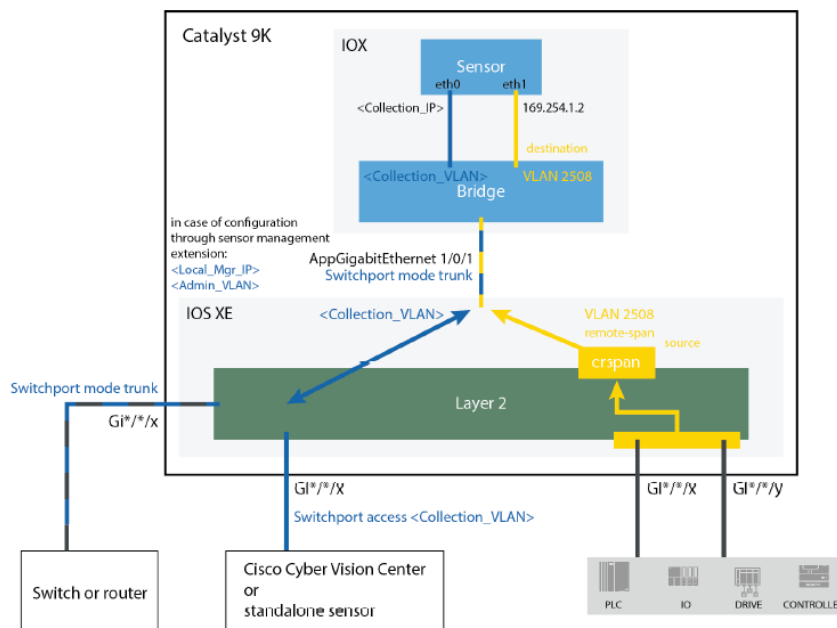 Catalyst 9K
IOX
Sensor
eth0
eth1
<Collection_IP>
169.254.1.2
destination
<Collection_VLAN>
VLAN 2508
Bridge
in case of configuration
through sensor management
extension:
<Local_Mgr_IP>
<Admin_VLAN>
AppGigabitEthernet 1/0/1
Switchport mode trunk
IOS XE
<Collection_VLAN>
VLAN 2508
remote-span
source
crspan
Switchport mode trunk
Gi*/*/x
Layer 2
GI*/*/x
GI*/*/x
GI*/*/y
Switchport access <Collection_VLAN>
Switch or router
Cisco Cyber Vision Center
or
standalone sensor
PLC
IO
DRIVE
CONTROLLE